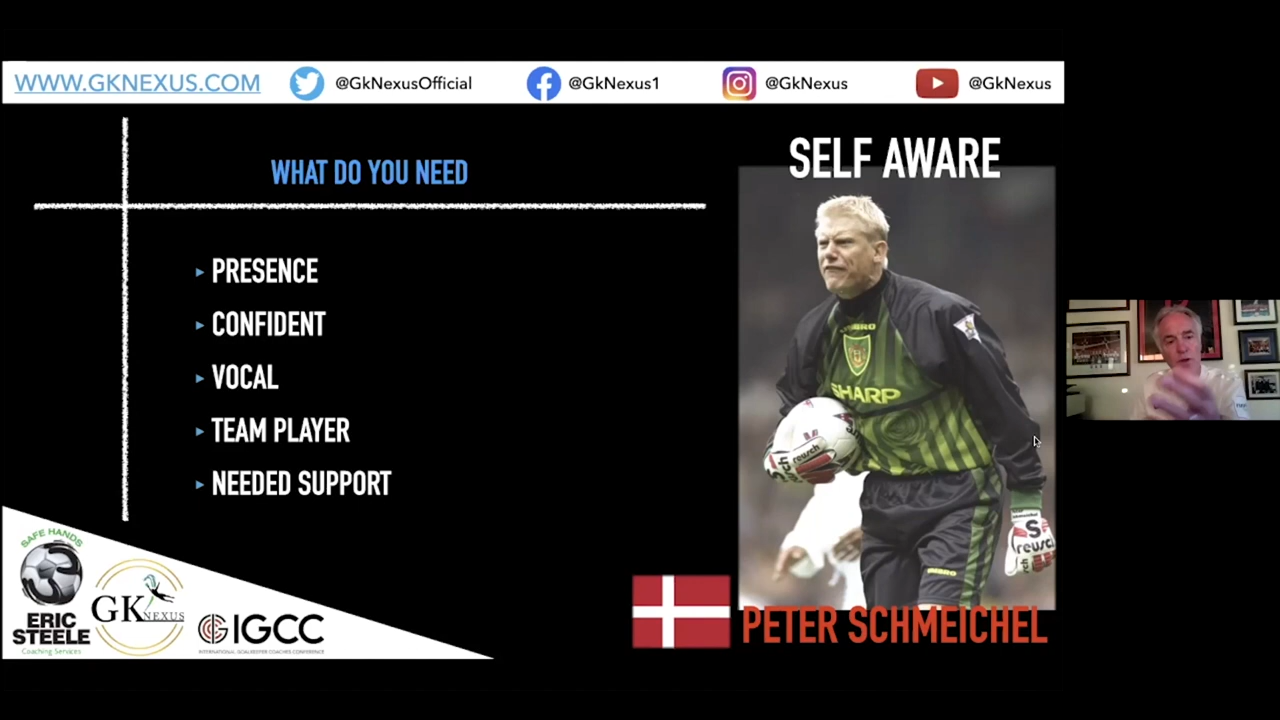 WWW.GKNEXUS.COM
@GkNexusOfficial
@GkNexus1
@GkNexus
@GkNexus
WHAT DO YOU NEED
SELF AWARE
▸ PRESENCE
▸ CONFIDENT
▸ VOCAL
▸ TEAM PLAYER
▸ NEEDED SUPPORT
UMBRO
SHARP
reusch
S
reusch
UMBRO
SAFE HANDS
ERIC
STEELE
Coaching Services
GK NEXUS
IGCC
INTERNATIONAL GOALKEEPER COACHES CONFERENCE
PETER SCHMEICHEL